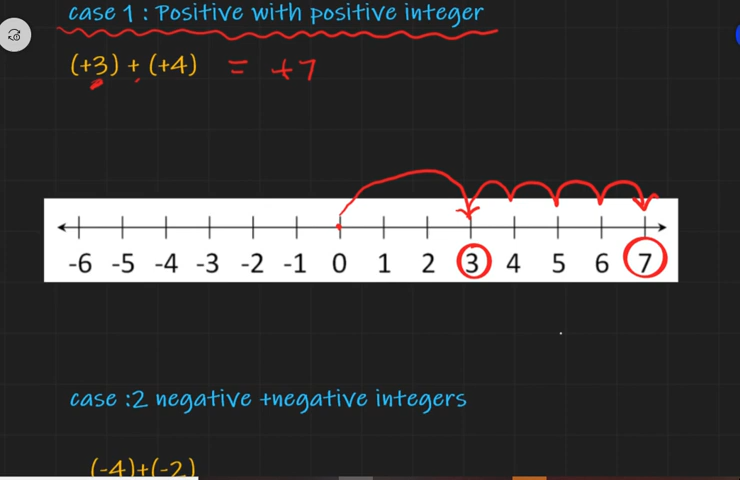 case 1 : Positive with positive integer
(+3) + (+4) = +7
-6 -5 -4 -3 -2 -1 0 1 2 3 4 5 6 7
case :2 negative +negative integers
(-4)+(-2)